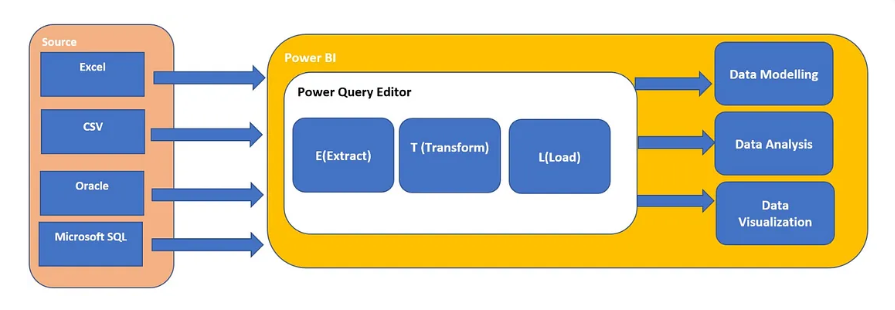 Source
Excel
CSV
Oracle
Microsoft SQL
Power BI
Power Query Editor
E(Extract)
T (Transform)
L(Load)
Data Modelling
Data Analysis
Data
Visualization